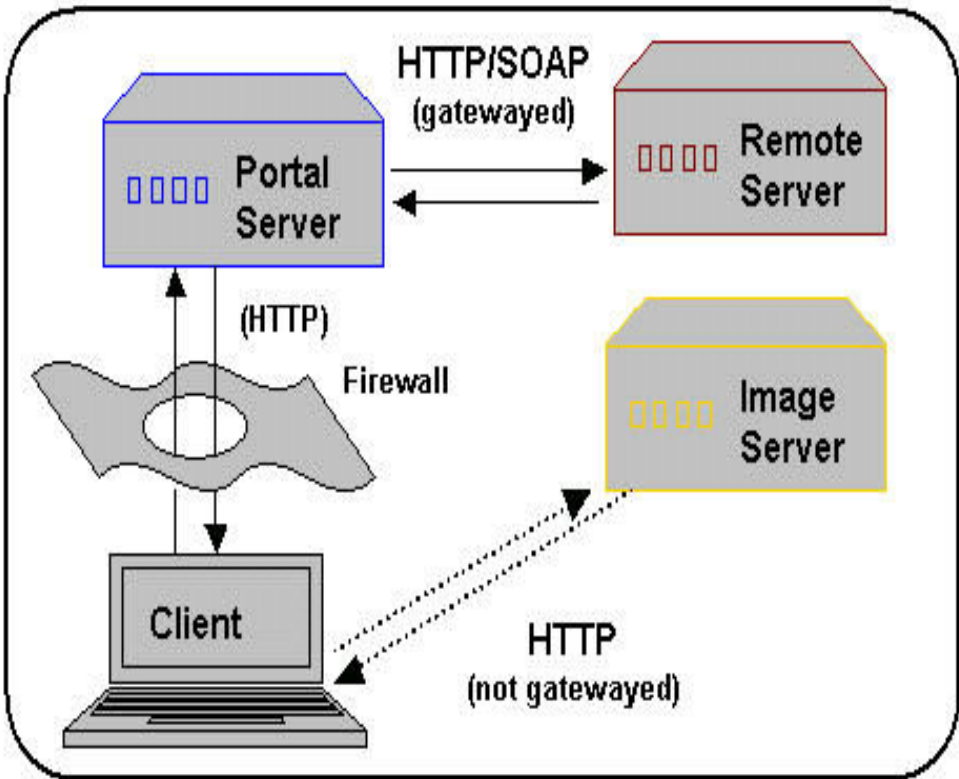 HTTP/SOAP
(gatewayed)
Portal
Server
Remote
Server
(HTTP)
Firewall
Image
Server
Client
HTTP
(not gatewayed)